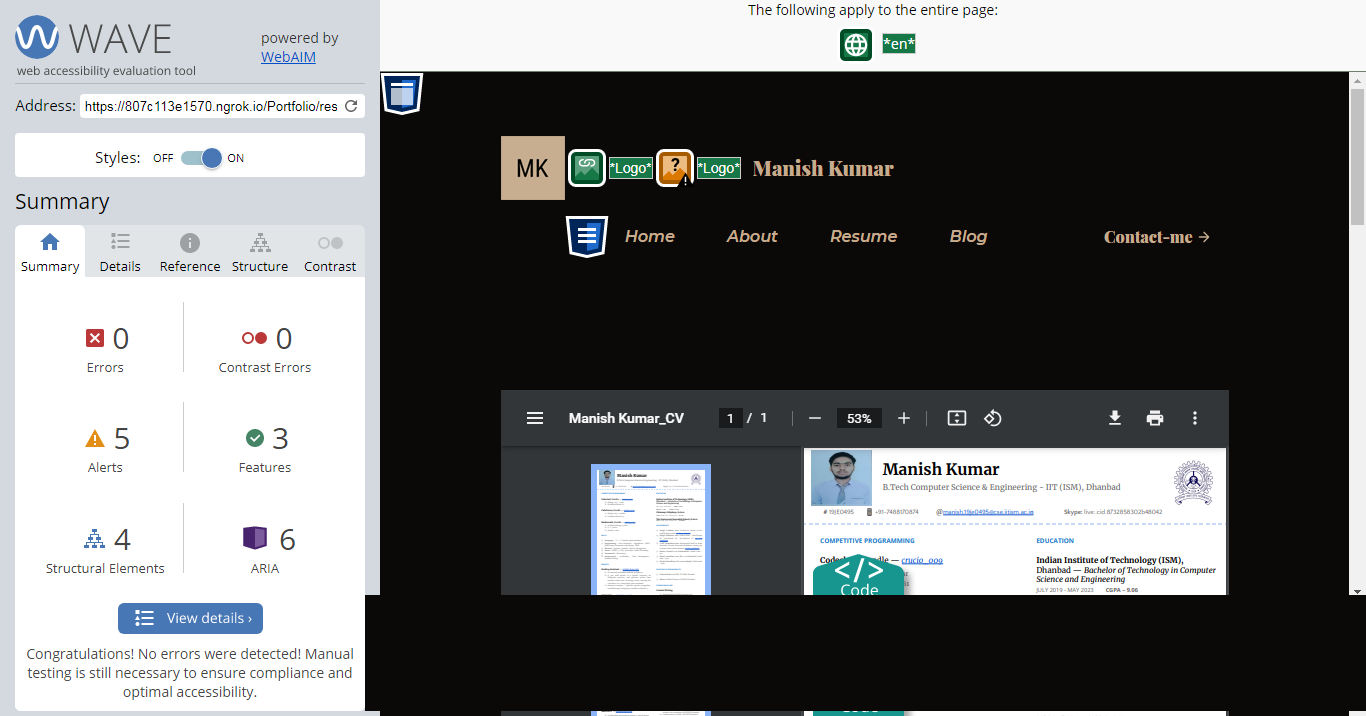 The following apply to the entire page:
*en*
WAVE
web accessibility evaluation tool
powered by
WebAIM
Address: https://807c113e1570.ngrok.io/Portfolio/res
Styles: OFF ON
Summary
Summary Details Reference Structure Contrast
0
Errors
0
Contrast Errors
5
Alerts
3
Features
4
Structural Elements
6
ARIA
View details ›
Congratulations! No errors were detected! Manual
testing is still necessary to ensure compliance and
optimal accessibility.
MK *Logo* ? *Logo* Manish Kumar
Home About Resume Blog Contact-me →
Manish Kumar_CV 1 / 1 53%
Manish Kumar
B.Tech Computer Science & Engineering - IIT (ISM), Dhanbad
# 19JE0495 +91-7488170874 @manish.19je0495@cse.iitism.ac.in Skype: live:.cid.8732858302b48042
COMPETITIVE PROGRAMMING
crucio_ooo
</>
Code
EDUCATION
Indian Institute of Technology (ISM),
Dhanbad — Bachelor of Technology in Computer
Science and Engineering
JULY 2019 - MAY 2023 CGPA – 9.06